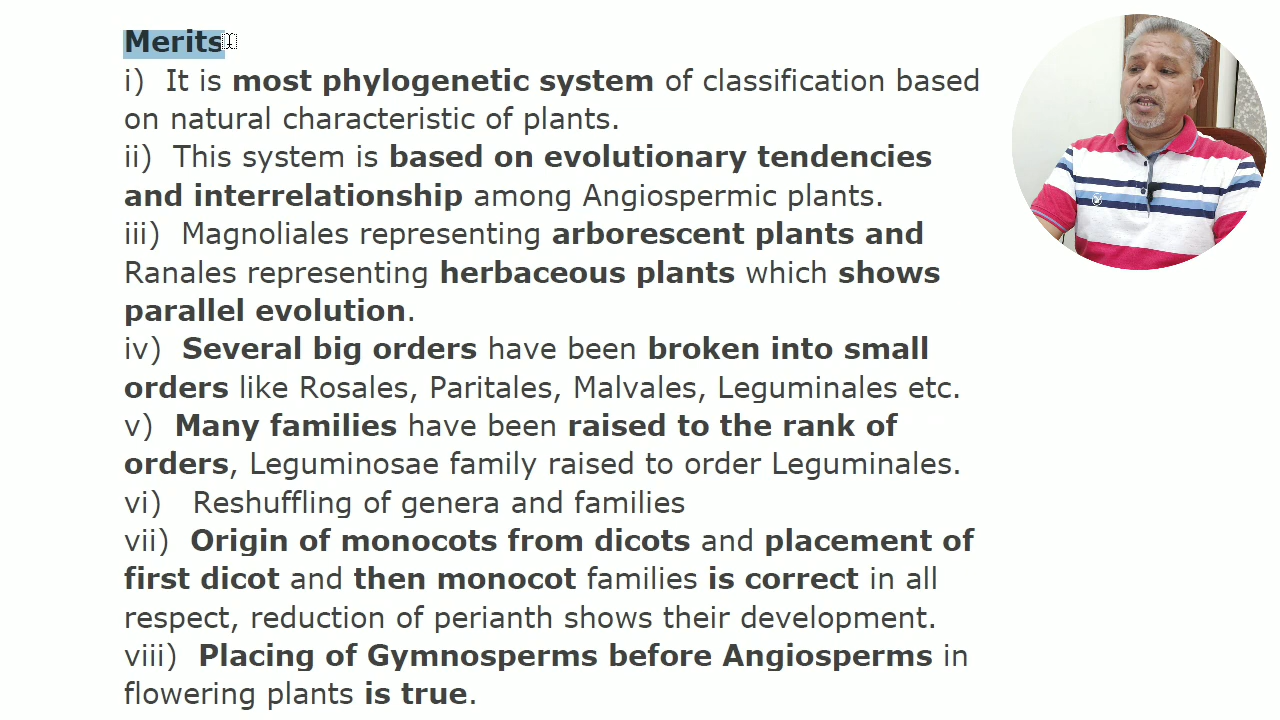 Merits
i) It is most phylogenetic system of classification based
on natural characteristic of plants.
ii) This system is based on evolutionary tendencies
and interrelationship among Angiospermic plants.
iii) Magnoliales representing arborescent plants and
Ranales representing herbaceous plants which shows
parallel evolution.
iv) Several big orders have been broken into small
orders like Rosales, Paritales, Malvales, Leguminales etc.
v) Many families have been raised to the rank of
orders, Leguminosae family raised to order Leguminales.
vi) Reshuffling of genera and families
vii) Origin of monocots from dicots and placement of
first dicot and then monocot families is correct in all
respect, reduction of perianth shows their development.
viii) Placing of Gymnosperms before Angiosperms in
flowering plants is true.